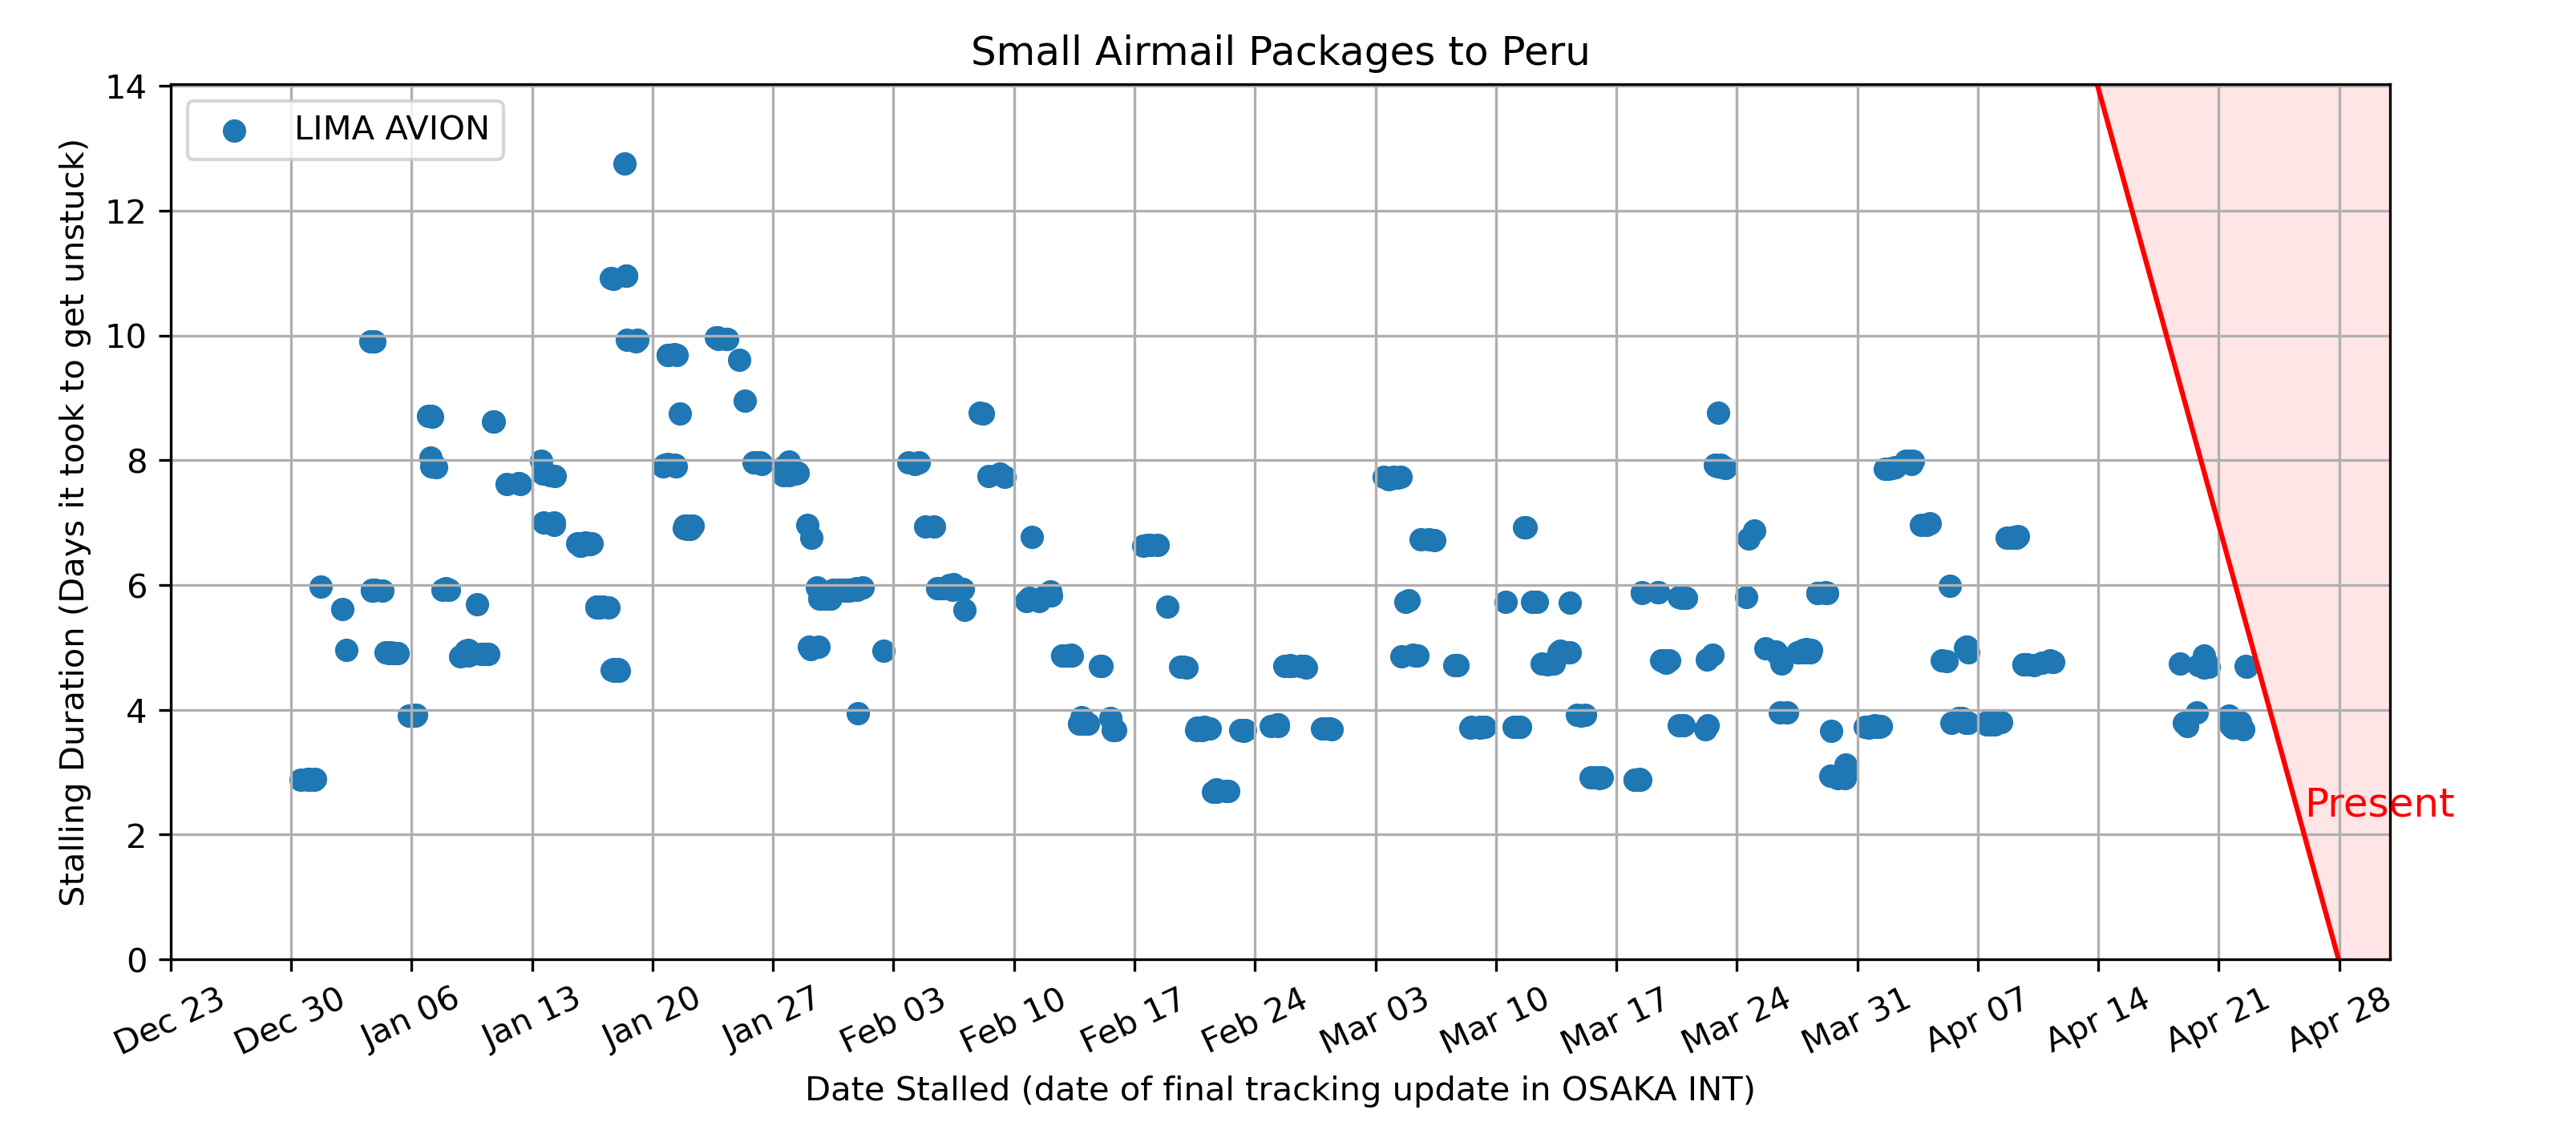 Small Airmail Packages to Peru
LIMA AVION
14
12
10
8
6
4
2
0
Stalling Duration (Days it took to get unstuck)
Present
Dec 23
Dec 30
Jan 06
Jan 13
Jan 20
Jan 27
Feb 03
Feb 10
Feb 17
Feb 24
Mar 03
Mar 10
Mar 17
Mar 24
Mar 31
Apr 07
Apr 14
Apr 21
Apr 28
Date Stalled (date of final tracking update in OSAKA INT)